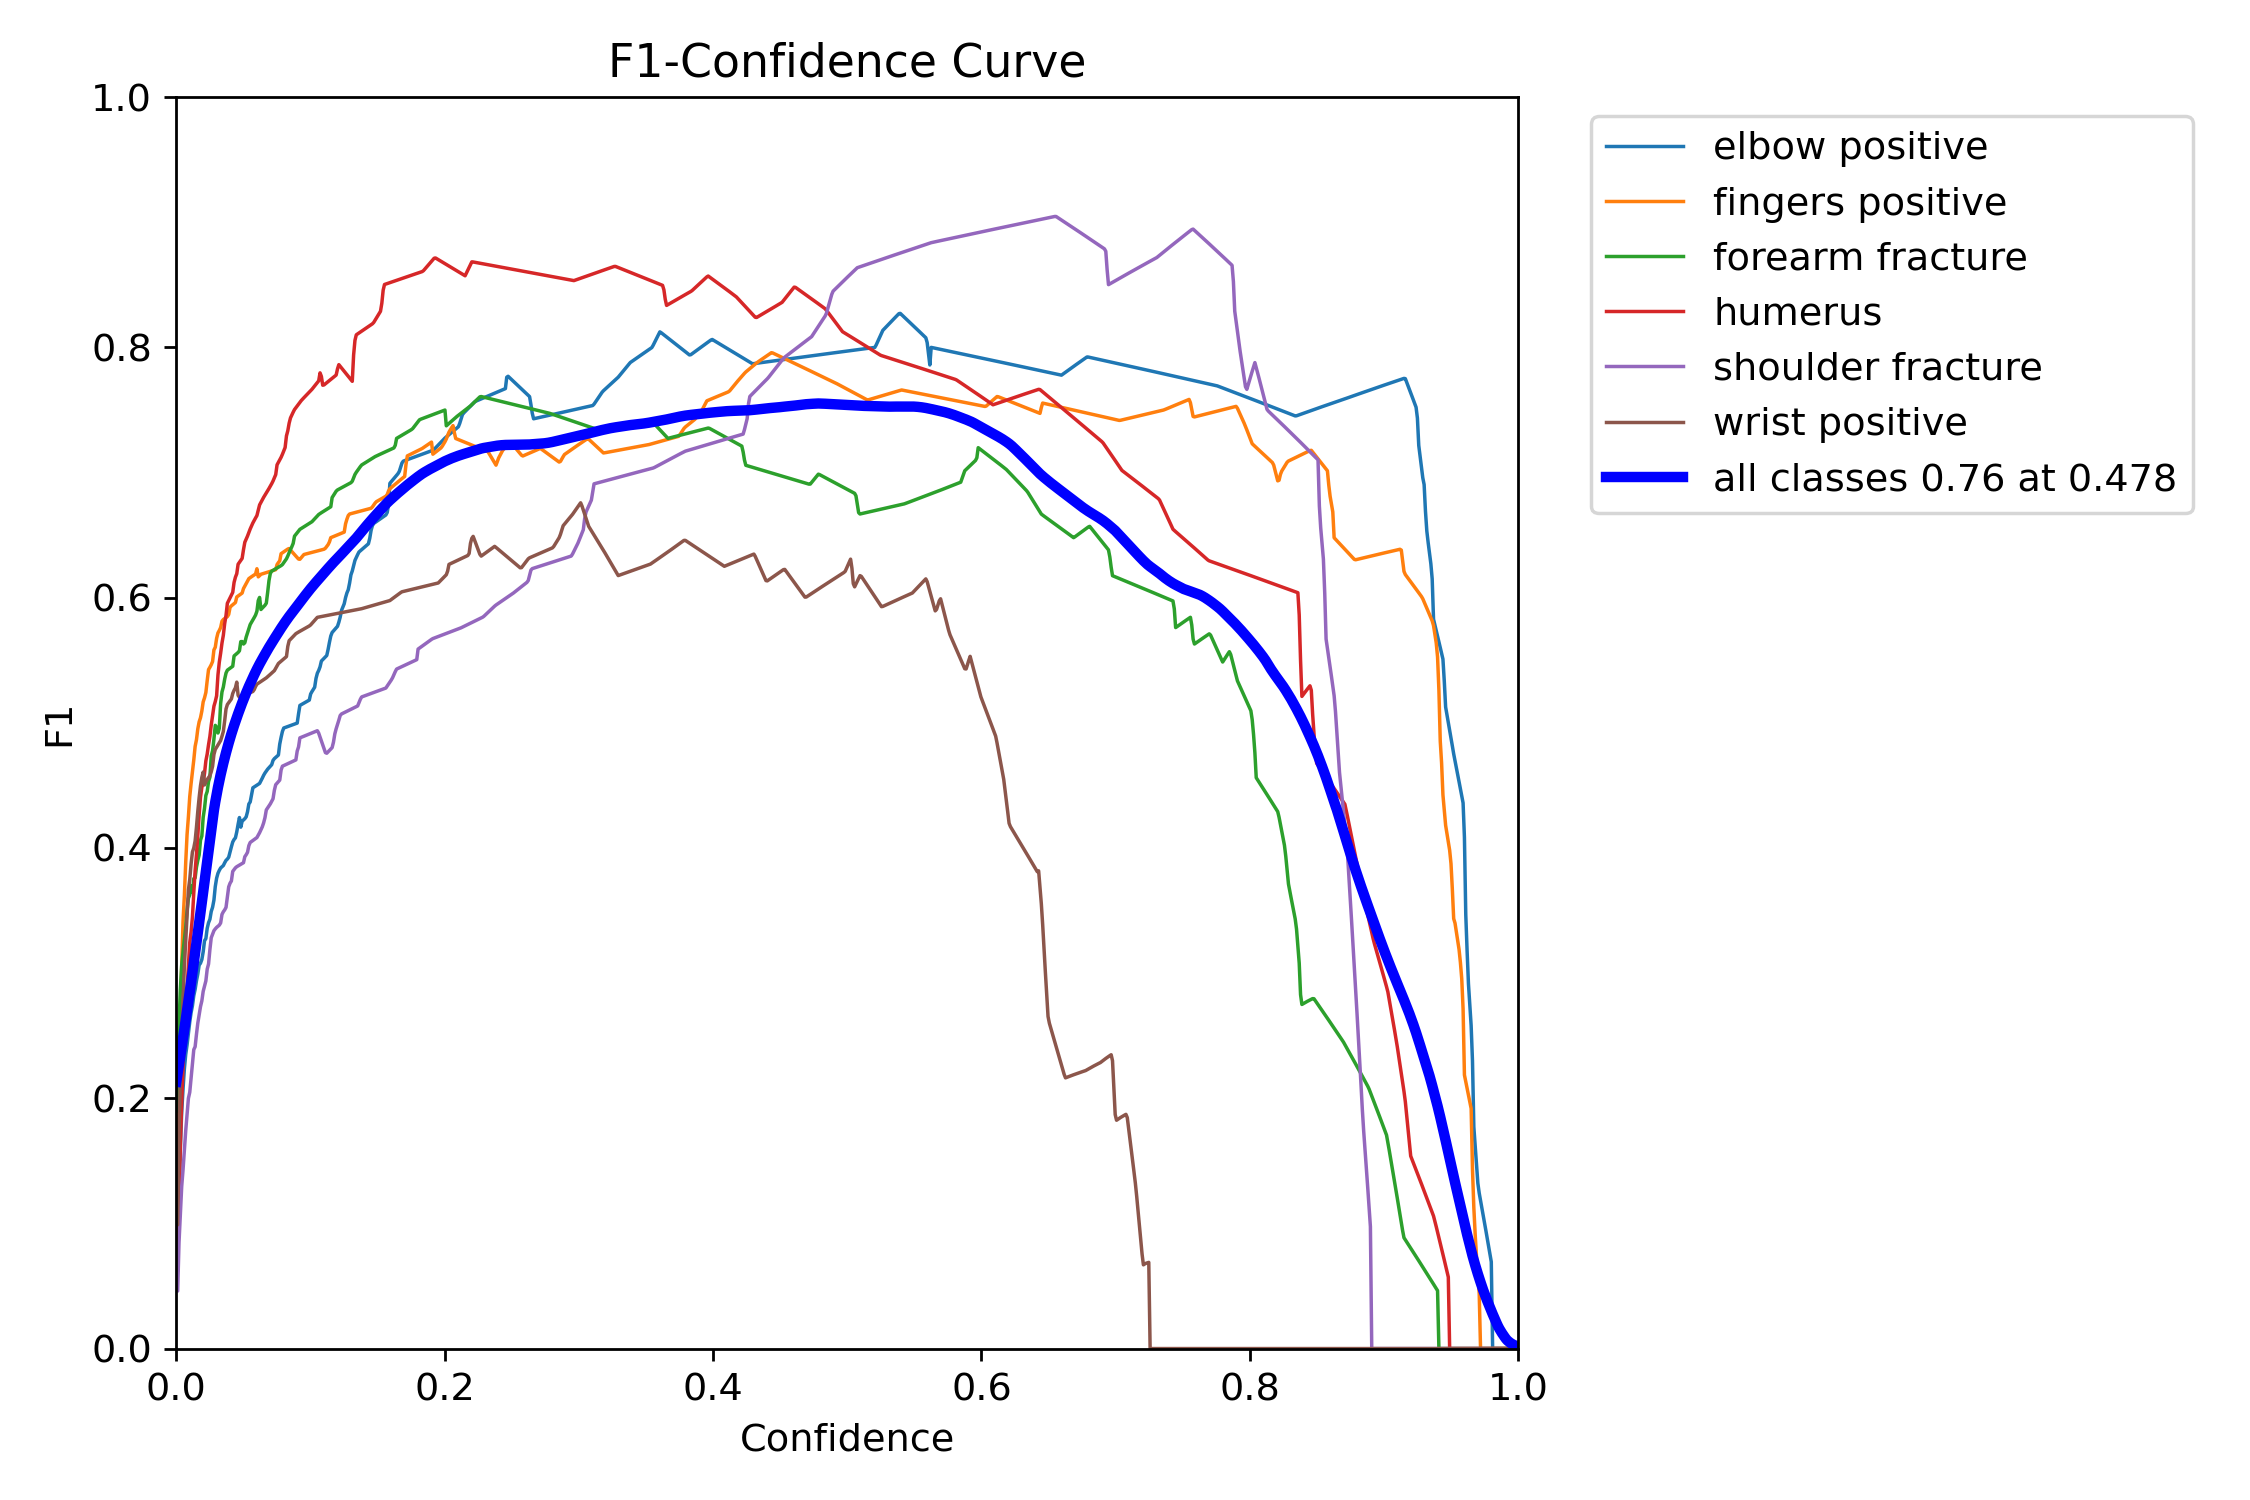 F1-Confidence Curve
1.0
0.8
0.6
0.4
0.2
0.0
F1
0.0 0.2 0.4 0.6 0.8 1.0
Confidence
elbow positive
fingers positive
forearm fracture
humerus
shoulder fracture
wrist positive
all classes 0.76 at 0.478